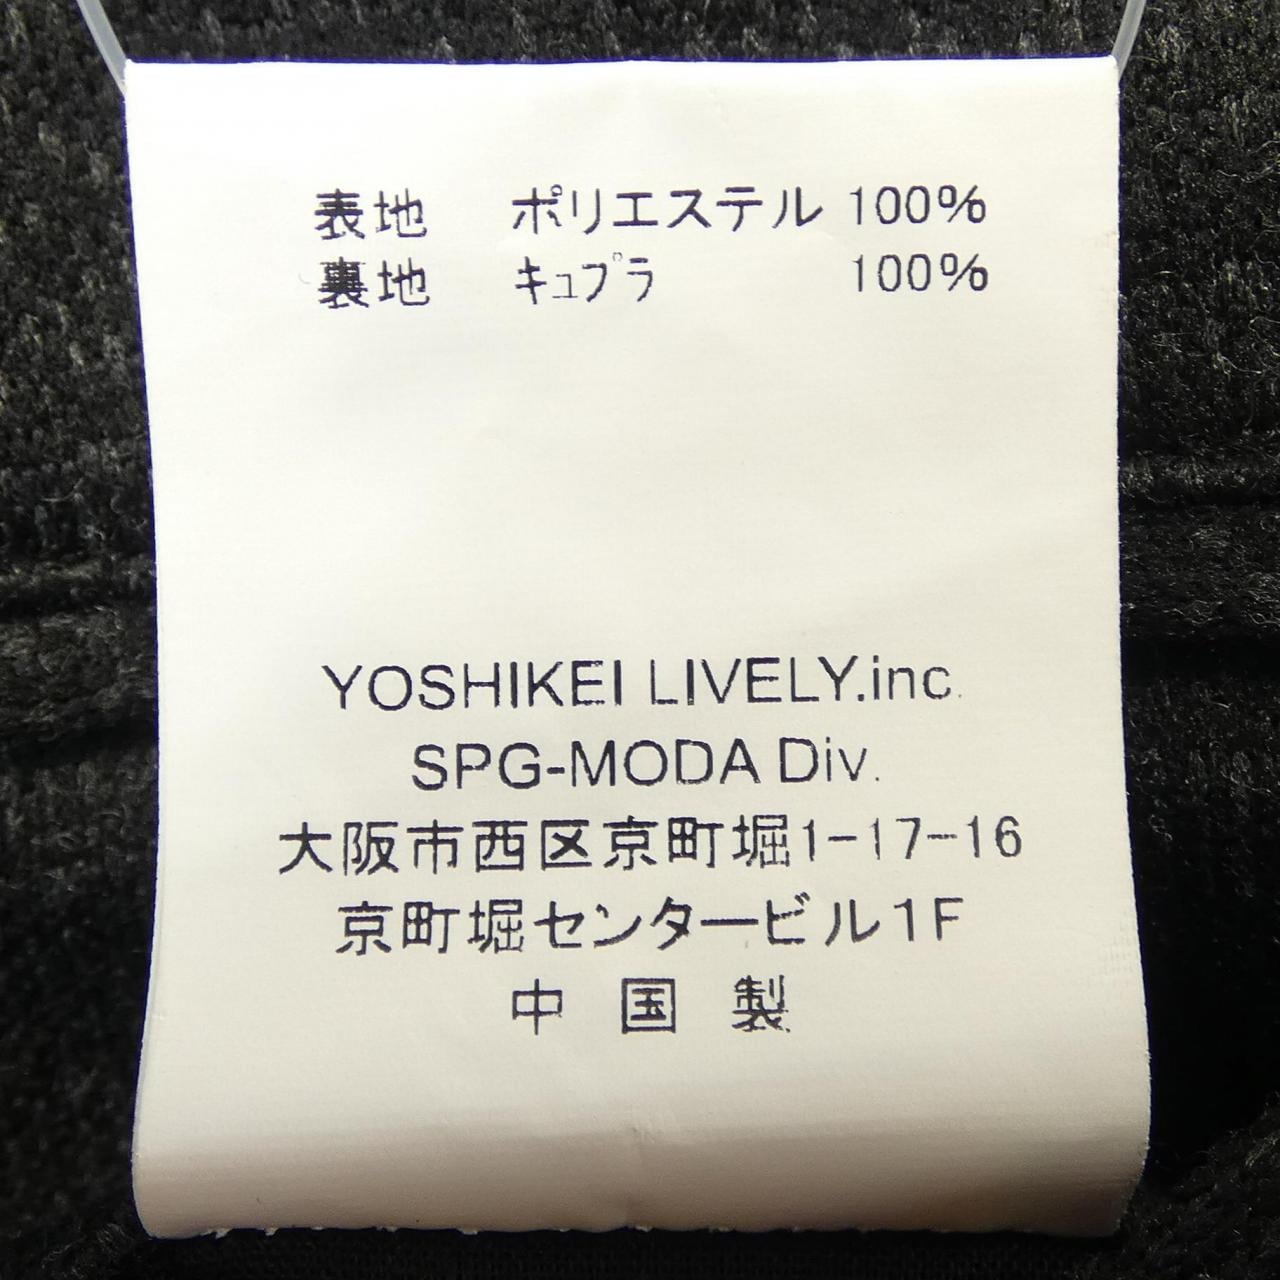 表地 ポリエステル 100%
裏地 キュプラ 100%
YOSHIKEI LIVELY.inc.
SPG-MODA Div.
大阪市西区京町堀1-17-16
京町堀センタービル1F
中国製